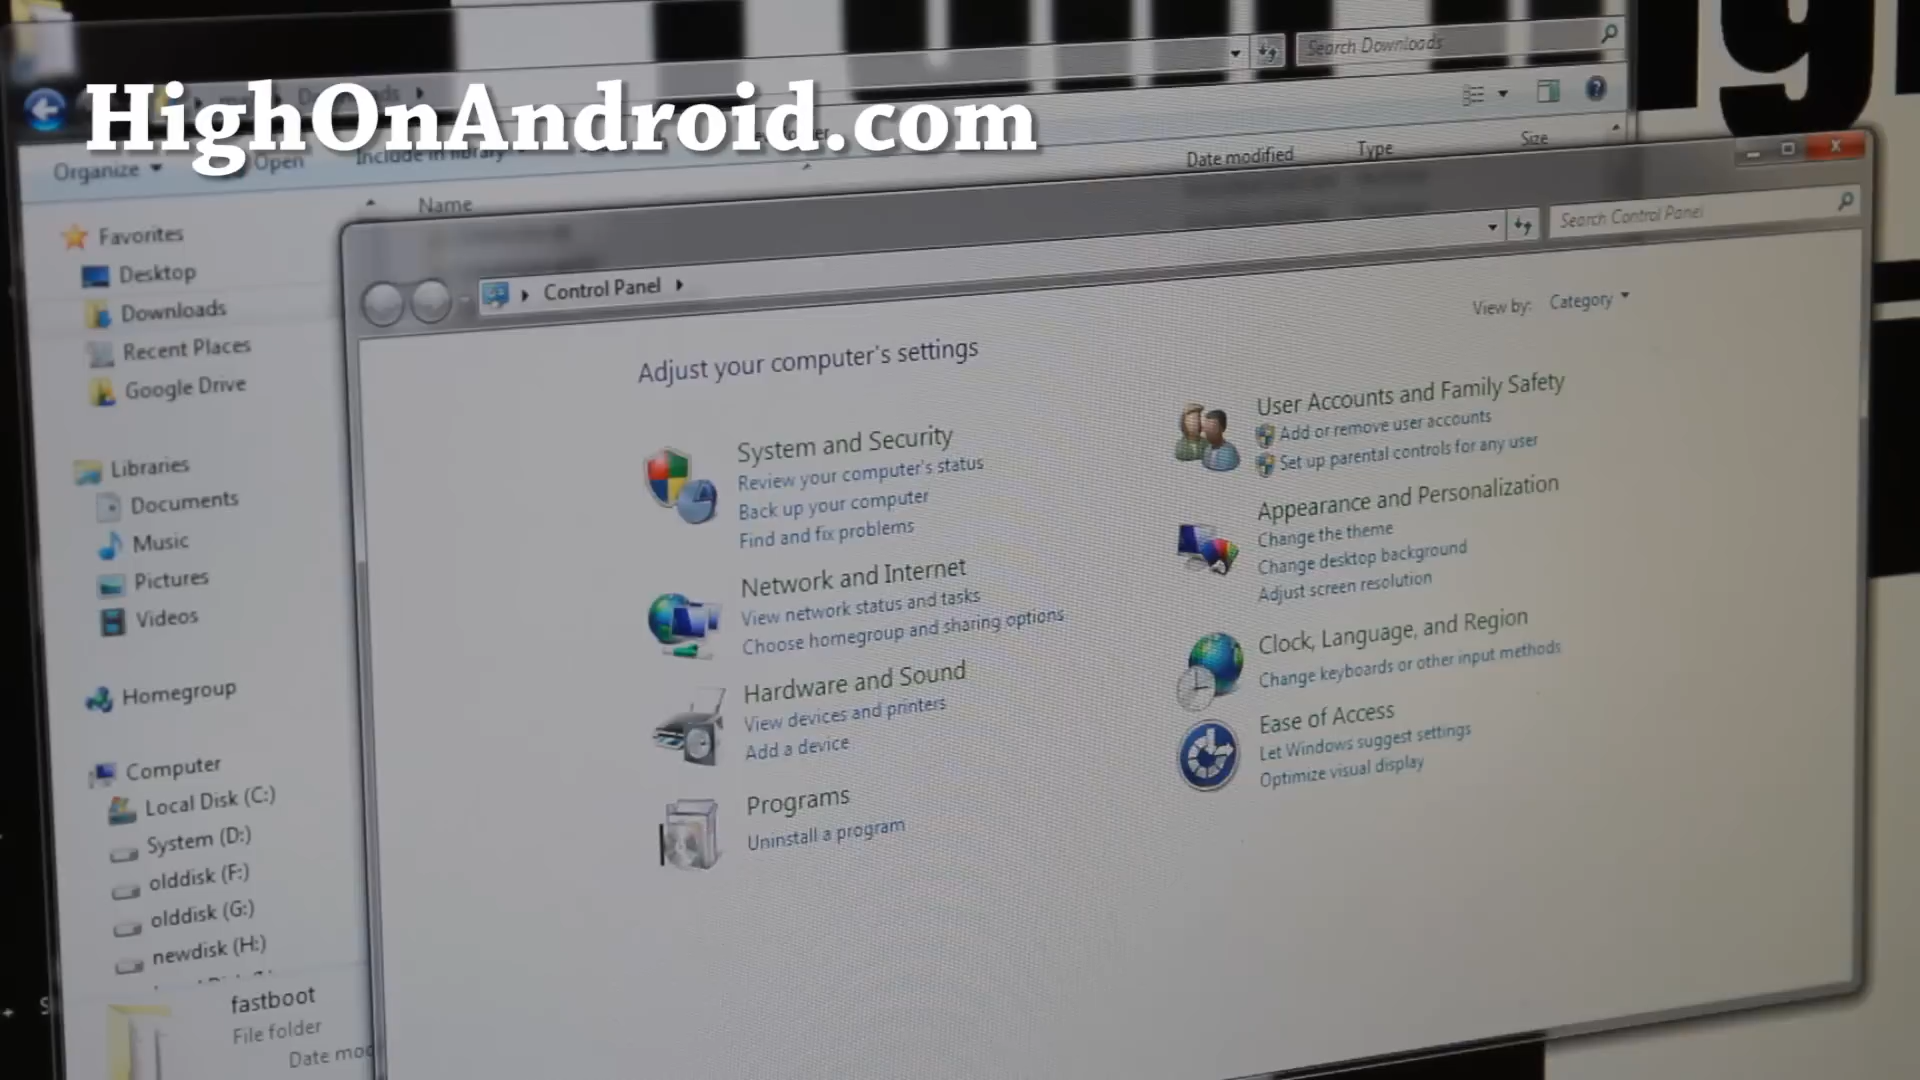 Search Downloads
HighOnAndroid.com
Organize
Open
Include in library
Date modified
Type
Size
Name
Favorites
Desktop
Downloads
Recent Places
Google Drive
Libraries
Documents
Music
Pictures
Videos
Homegroup
Computer
Local Disk (C:)
System (D:)
olddisk (F:)
olddisk (G:)
newdisk (H:)
fastboot
File folder
Search Control Panel
Control Panel
View by: Category
Adjust your computer's settings
System and Security
Review your computer's status
Back up your computer
Find and fix problems
Network and Internet
View network status and tasks
Choose homegroup and sharing options
Hardware and Sound
View devices and printers
Add a device
Programs
Uninstall a program
User Accounts and Family Safety
Add or remove user accounts
Set up parental controls for any user
Appearance and Personalization
Change the theme
Change desktop background
Adjust screen resolution
Clock, Language, and Region
Change keyboards or other input methods
Ease of Access
Let Windows suggest settings
Optimize visual display